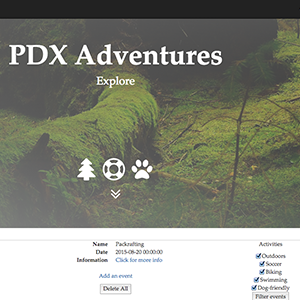 PDX Adventures
Explore
Name Packrafting
Date 2015-08-20 00:00:00
Information Click for more info
Add an event
Delete All
Activities
Outdoors
Soccer
Biking
Swimming
Dog-friendly
Filter events